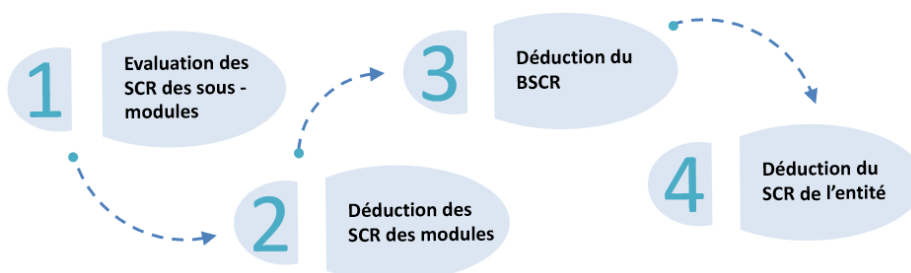 1
Evaluation des
SCR des sous -
modules
2
Déduction des
SCR des modules
3
Déduction du
BSCR
4
Déduction du
SCR de l'entité